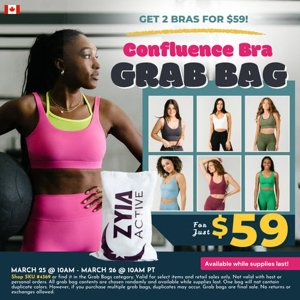 GET 2 BRAS FOR $59!
Confluence Bra
GRAB BAG
ZYIA
ACTIVE
For
Just
$59
Available while supplies last!
MARCH 25 @ 10AM - MARCH 26 @ 10AM PT
Shop SKU #4369 or find it in the Grab Bags category. Valid for select items and retail sales only. Not valid with host or
personal orders. All grab bag contents are chosen randomly and available while supplies last. One bag will not contain
duplicate colors. However, if you purchase multiple grab bags, duplicates may occur. Grab Bags are final sale. No returns or
exchanges allowed.